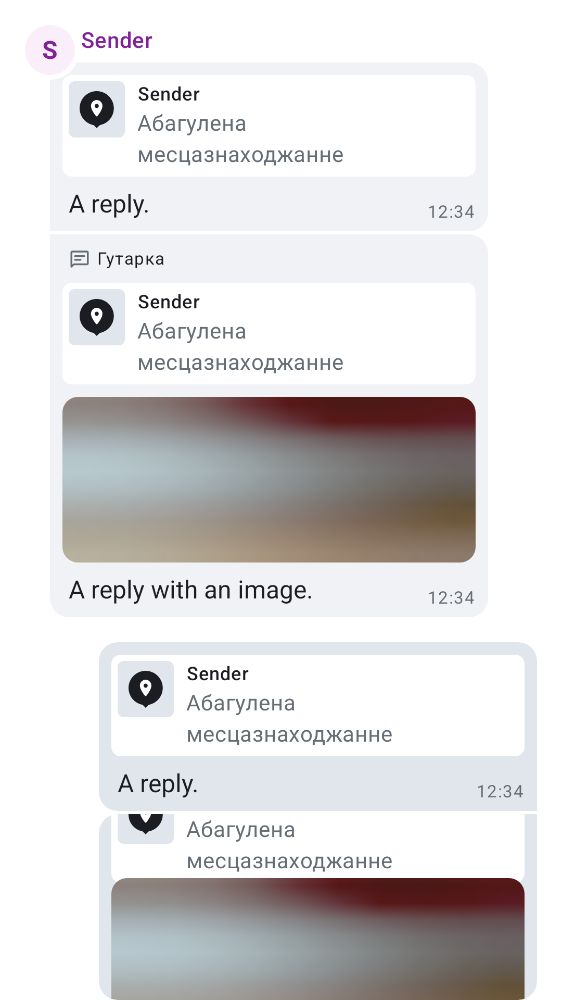 S
Sender
Sender
Абагулена
месцазнаходжанне
A reply.
12:34
Гутарка
Sender
Абагулена
месцазнаходжанне
A reply with an image.
12:34
Sender
Абагулена
месцазнаходжанне
A reply.
12:34
Абагулена
месцазнаходжанне